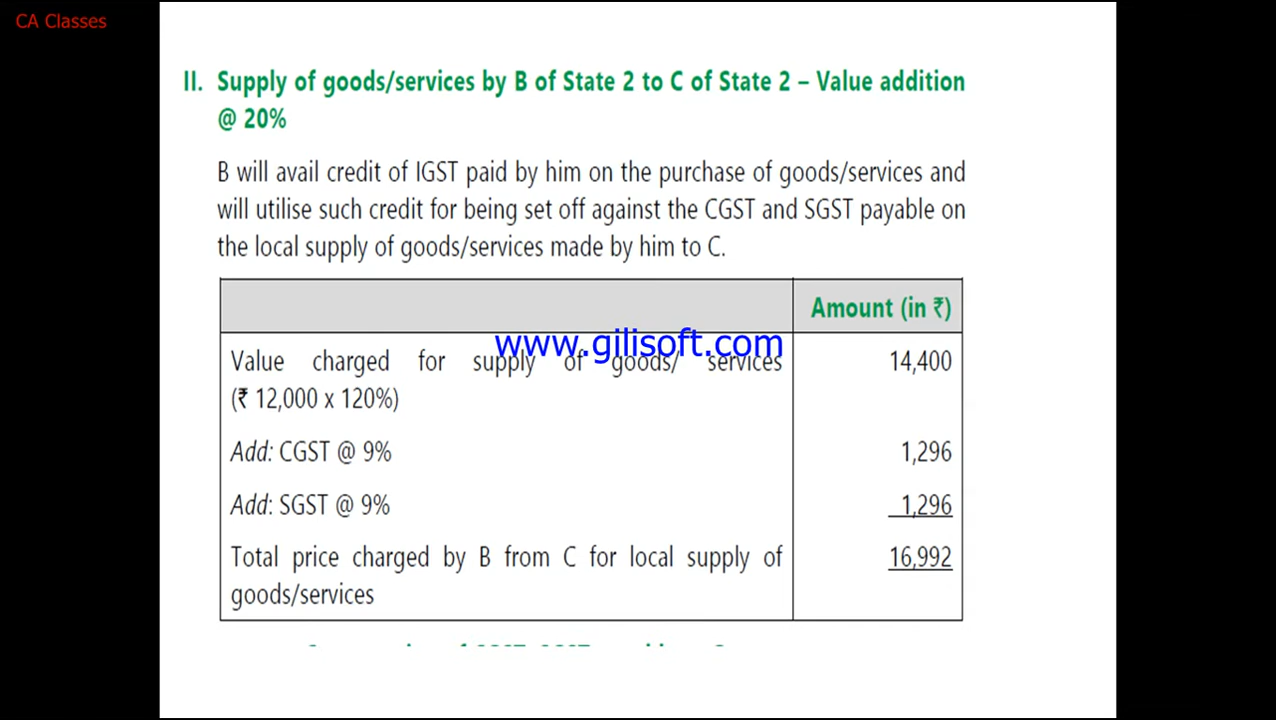 CA Classes
II. Supply of goods/services by B of State 2 to C of State 2 – Value addition
@ 20%
B will avail credit of IGST paid by him on the purchase of goods/services and
will utilise such credit for being set off against the CGST and SGST payable on
the local supply of goods/services made by him to C.
Amount (in ₹)
www.gilisoft.com
Value charged for supply of goods/ services 14,400
(₹ 12,000 x 120%)
Add: CGST @ 9% 1,296
Add: SGST @ 9% 1,296
Total price charged by B from C for local supply of 16,992
goods/services